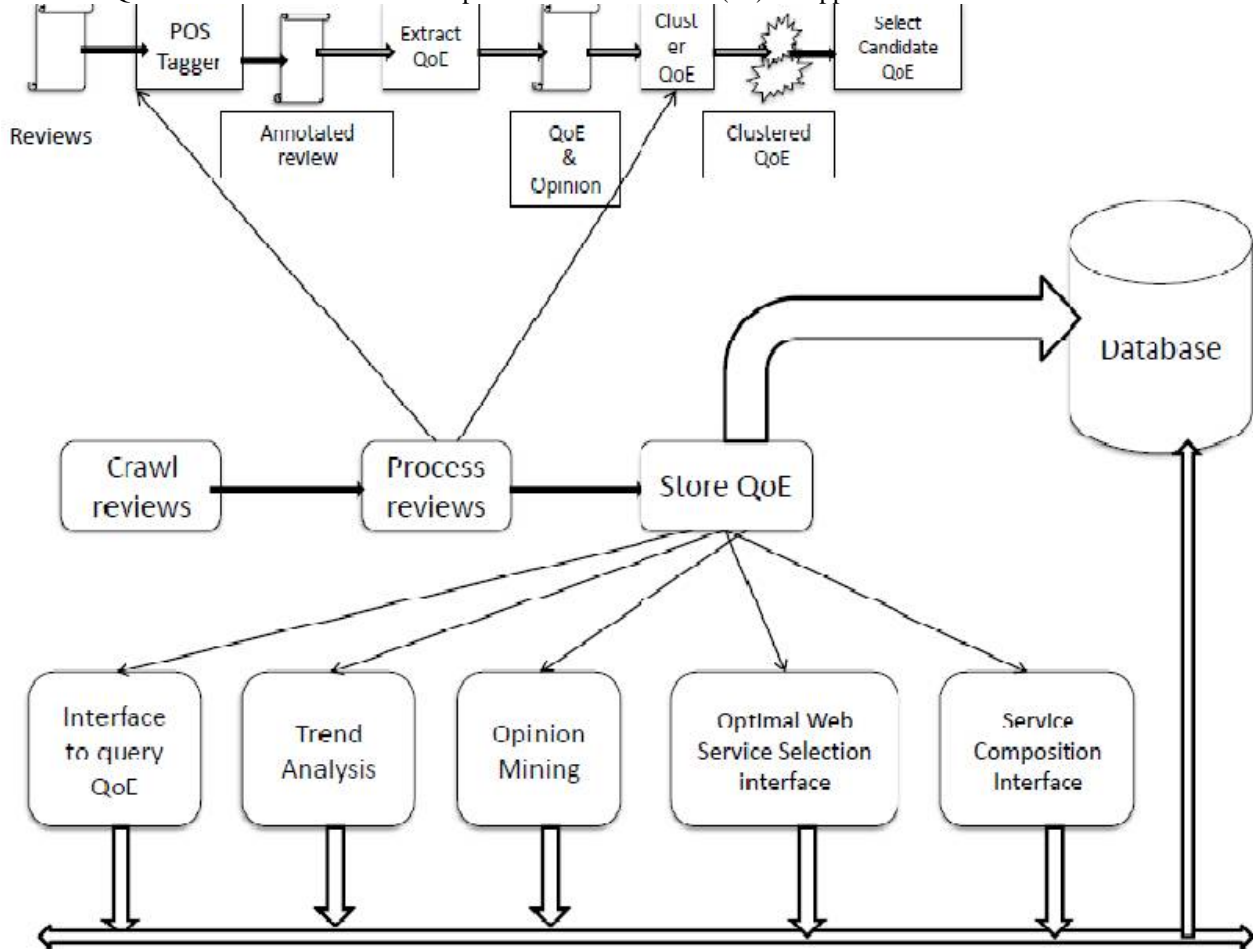 POS
Tagger
Extract
QoE
Clust
er
QoE
Select
Candidate
QoE
Reviews
Annotated
review
QoE
&
Opinion
Clustered
QoE
Database
Crawl
reviews
Process
reviews
Store QoE
Interface
to query
QoE
Trend
Analysis
Opinion
Mining
Optimal Web
Service Selection
interface
Service
Composition
Interface